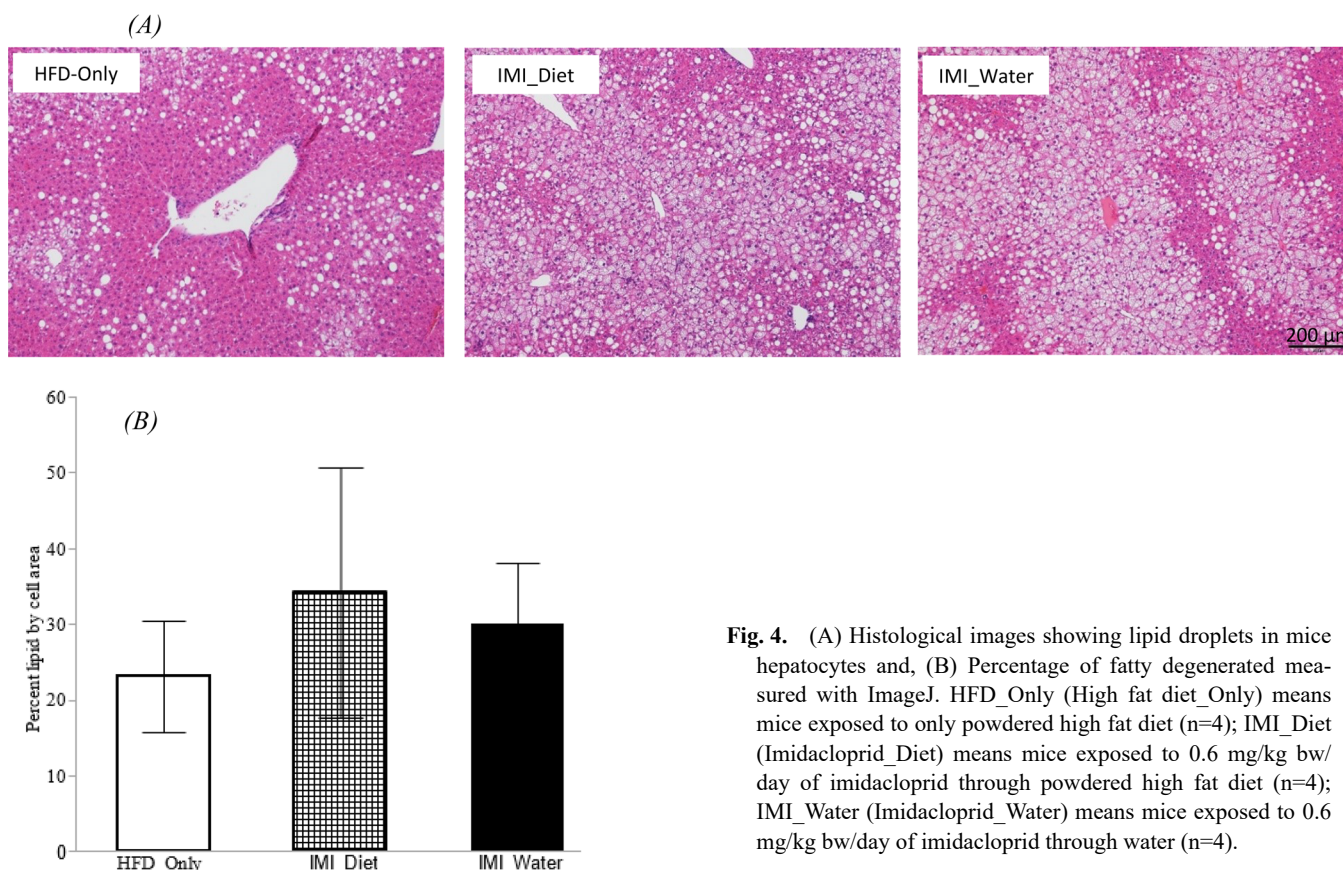 (A)
HFD-Only
IMI_Diet
IMI_Water
200 µm
(B)
Percent lipid by cell area
60
50
40
30
20
10
0
HFD_Only
IMI_Diet
IMI_Water
Fig. 4. (A) Histological images showing lipid droplets in mice
hepatocytes and, (B) Percentage of fatty degenerated mea-
sured with ImageJ. HFD_Only (High fat diet_Only) means
mice exposed to only powdered high fat diet (n=4); IMI_Diet
(Imidacloprid_Diet) means mice exposed to 0.6 mg/kg bw/
day of imidacloprid through powdered high fat diet (n=4);
IMI_Water (Imidacloprid_Water) means mice exposed to 0.6
mg/kg bw/day of imidacloprid through water (n=4).